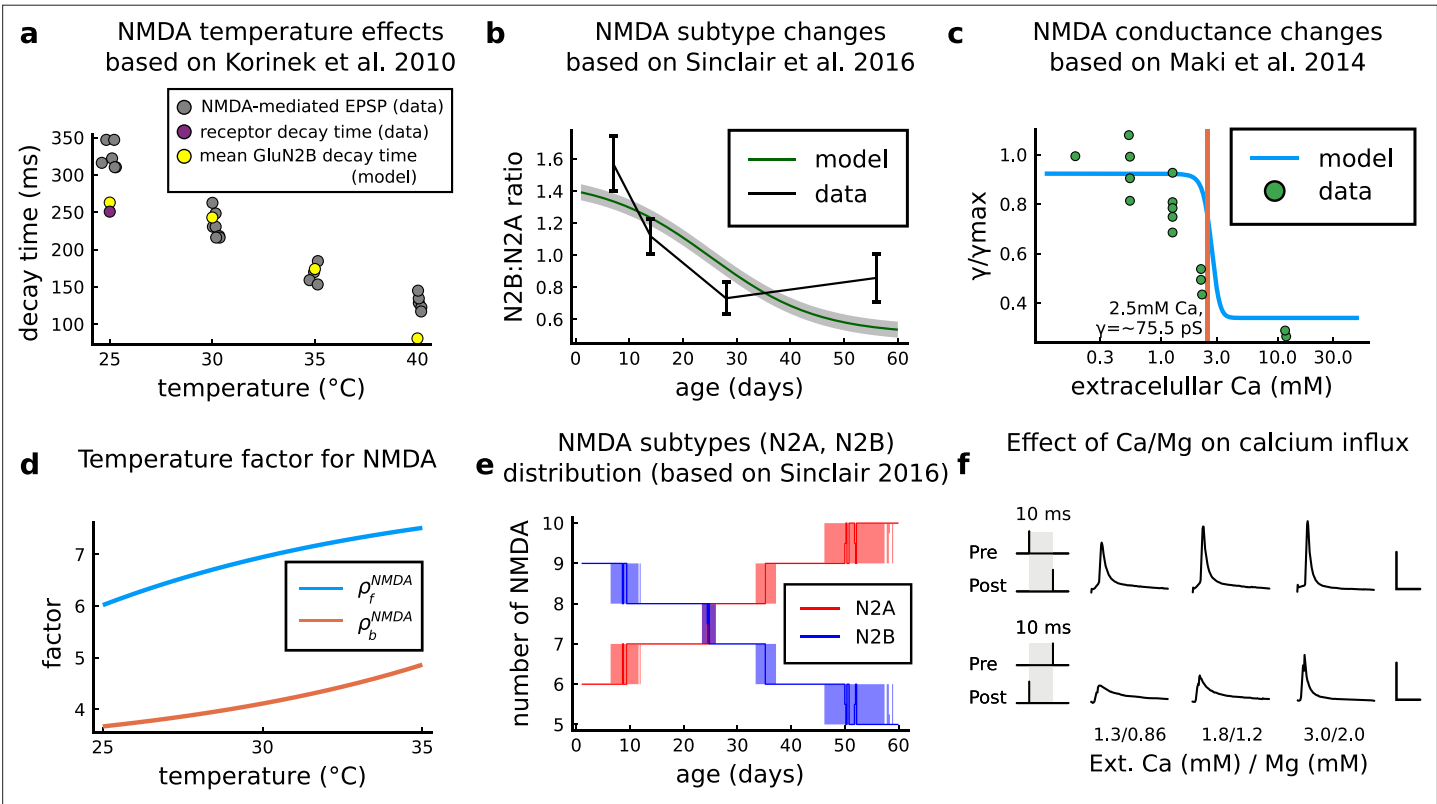 a
NMDA temperature effects
based on Korinek et al. 2010
NMDA-mediated EPSP (data)
receptor decay time (data)
mean GluN2B decay time
(model)
350
300
250
200
150
100
decay time (ms)
25
30
35
40
temperature (°C)
b
NMDA subtype changes
based on Sinclair et al. 2016
model
data
1.6
1.4
1.2
1.0
0.8
0.6
N2B:N2A ratio
0
10
20
30
40
50
60
age (days)
c
NMDA conductance changes
based on Maki et al. 2014
model
data
1.0
0.8
0.6
0.4
γ/γmax
2.5mM Ca,
γ=~75.5 pS
0.3
1.0
3.0
10.0
30.0
extracelullar Ca (mM)
d
Temperature factor for NMDA
7
6
5
4
factor
ρ_f^NMDA
ρ_b^NMDA
25
30
35
temperature (°C)
e
NMDA subtypes (N2A, N2B)
distribution (based on Sinclair 2016)
10
9
8
7
6
5
number of NMDA
N2A
N2B
0
10
20
30
40
50
60
age (days)
f
Effect of Ca/Mg on calcium influx
10 ms
Pre
Post
10 ms
Pre
Post
1.3/0.86
1.8/1.2
3.0/2.0
Ext. Ca (mM) / Mg (mM)